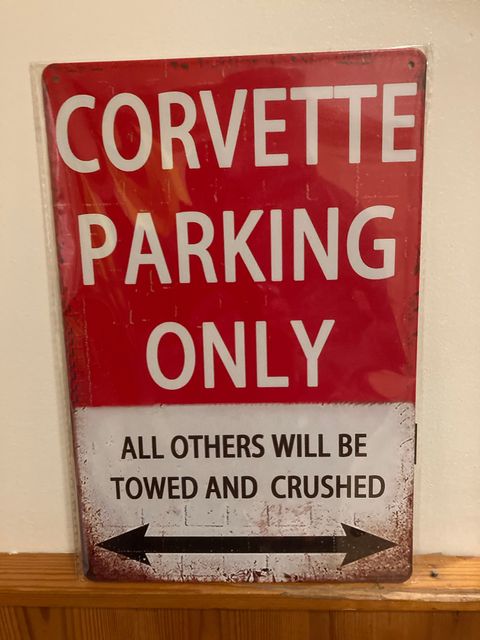 CORVETTE
PARKING
ONLY
ALL OTHERS WILL BE
TOWED AND CRUSHED